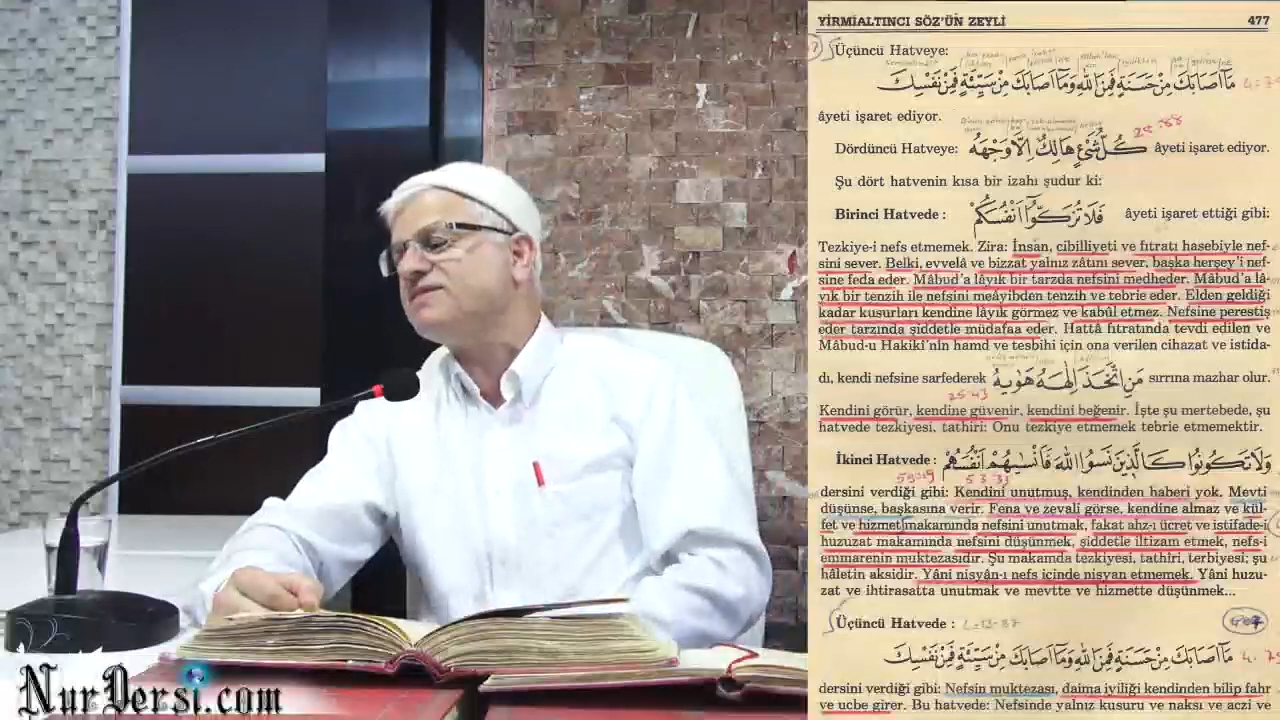 YİRMİALTINCI SÖZ'ÜN ZEYLİ 477
Üçüncü Hatveye:
مَٓا اَصَابَكَ مِنْ حَسَنَةٍ فَمِنَ اللّٰهِ وَمَٓا اَصَابَكَ مِنْ سَيِّئَةٍ فَمِنْ نَفْسِكَ
âyeti işaret ediyor.
Dördüncü Hatveye: كُلُّ شَيْءٍ هَالِكٌ اِلَّا وَجْهَهُ âyeti işaret ediyor.
Şu dört hatvenin kısa bir izahı şudur ki:
Birinci Hatvede : فَلَا تُزَكُّٓوا اَنْفُسَكُمْ âyeti işaret ettiği gibi:
Tezkiye-i nefs etmemek. Zira: İnsan, cibilliyeti ve fıtratı hasebiyle nef-
sini sever. Belki, evvelâ ve bizzat yalnız zâtını sever, başka herşey'i nef-
sine feda eder. Mâbud'a lâyık bir tarzda nefsini medheder. Mâbud'a lâ-
yık bir tenzih ile nefsini meâyibden tenzih ve tebrie eder. Elden geldiği
kadar kusurları kendine lâyık görmez ve kabûl etmez. Nefsine perestiş
eder tarzında şiddetle müdafaa eder. Hattâ fıtratında tevdi edilen ve
Mâbud-u Hakikî'nin hamd ve tesbihi için ona verilen cihazat ve istida-
dı, kendi nefsine sarfederek مَنِ اتَّخَذَ اِلٰهَهُ هَوٰيهُ sırrına mazhar olur.
25-43
Kendini görür, kendine güvenir, kendini beğenir. İşte şu mertebede, şu
hatvede tezkiyesi, tathiri: Onu tezkiye etmemek tebrie etmemektir.
İkinci Hatvede : وَلَا تَكُونُوا كَالَّذِينَ نَسُوا اللّٰهَ فَاَنْسٰيهُمْ اَنْفُسَهُمْ
dersini verdiği gibi: Kendini unutmuş, kendinden haberi yok. Mevti
düşünse, başkasına verir. Fena ve zevali görse, kendine almaz ve kül-
fet ve hizmet makamında nefsini unutmak, fakat ahz-ı ücret ve istifade-i
huzuzat makamında nefsini düşünmek, şiddetle iltizam etmek, nefs-i
emmarenin muktezasıdır. Şu makamda tezkiyesi, tathiri, terbiyesi; şu
hâletin aksidir. Yâni nisyân-ı nefs içinde nisyan etmemek. Yâni huzu-
zat ve ihtirasatta unutmak ve mevtte ve hizmette düşünmek...
Üçüncü Hatvede :
مَٓا اَصَابَكَ مِنْ حَسَنَةٍ فَمِنَ اللّٰهِ وَمَٓا اَصَابَكَ مِنْ سَيِّئَةٍ فَمِنْ نَفْسِكَ
dersini verdiği gibi: Nefsin muktezası, daima iyiliği kendinden bilip fahr
ve ucbe girer. Bu hatvede: Nefsinde yalnız kusuru ve naksı ve aczi ve
NurDersi.com